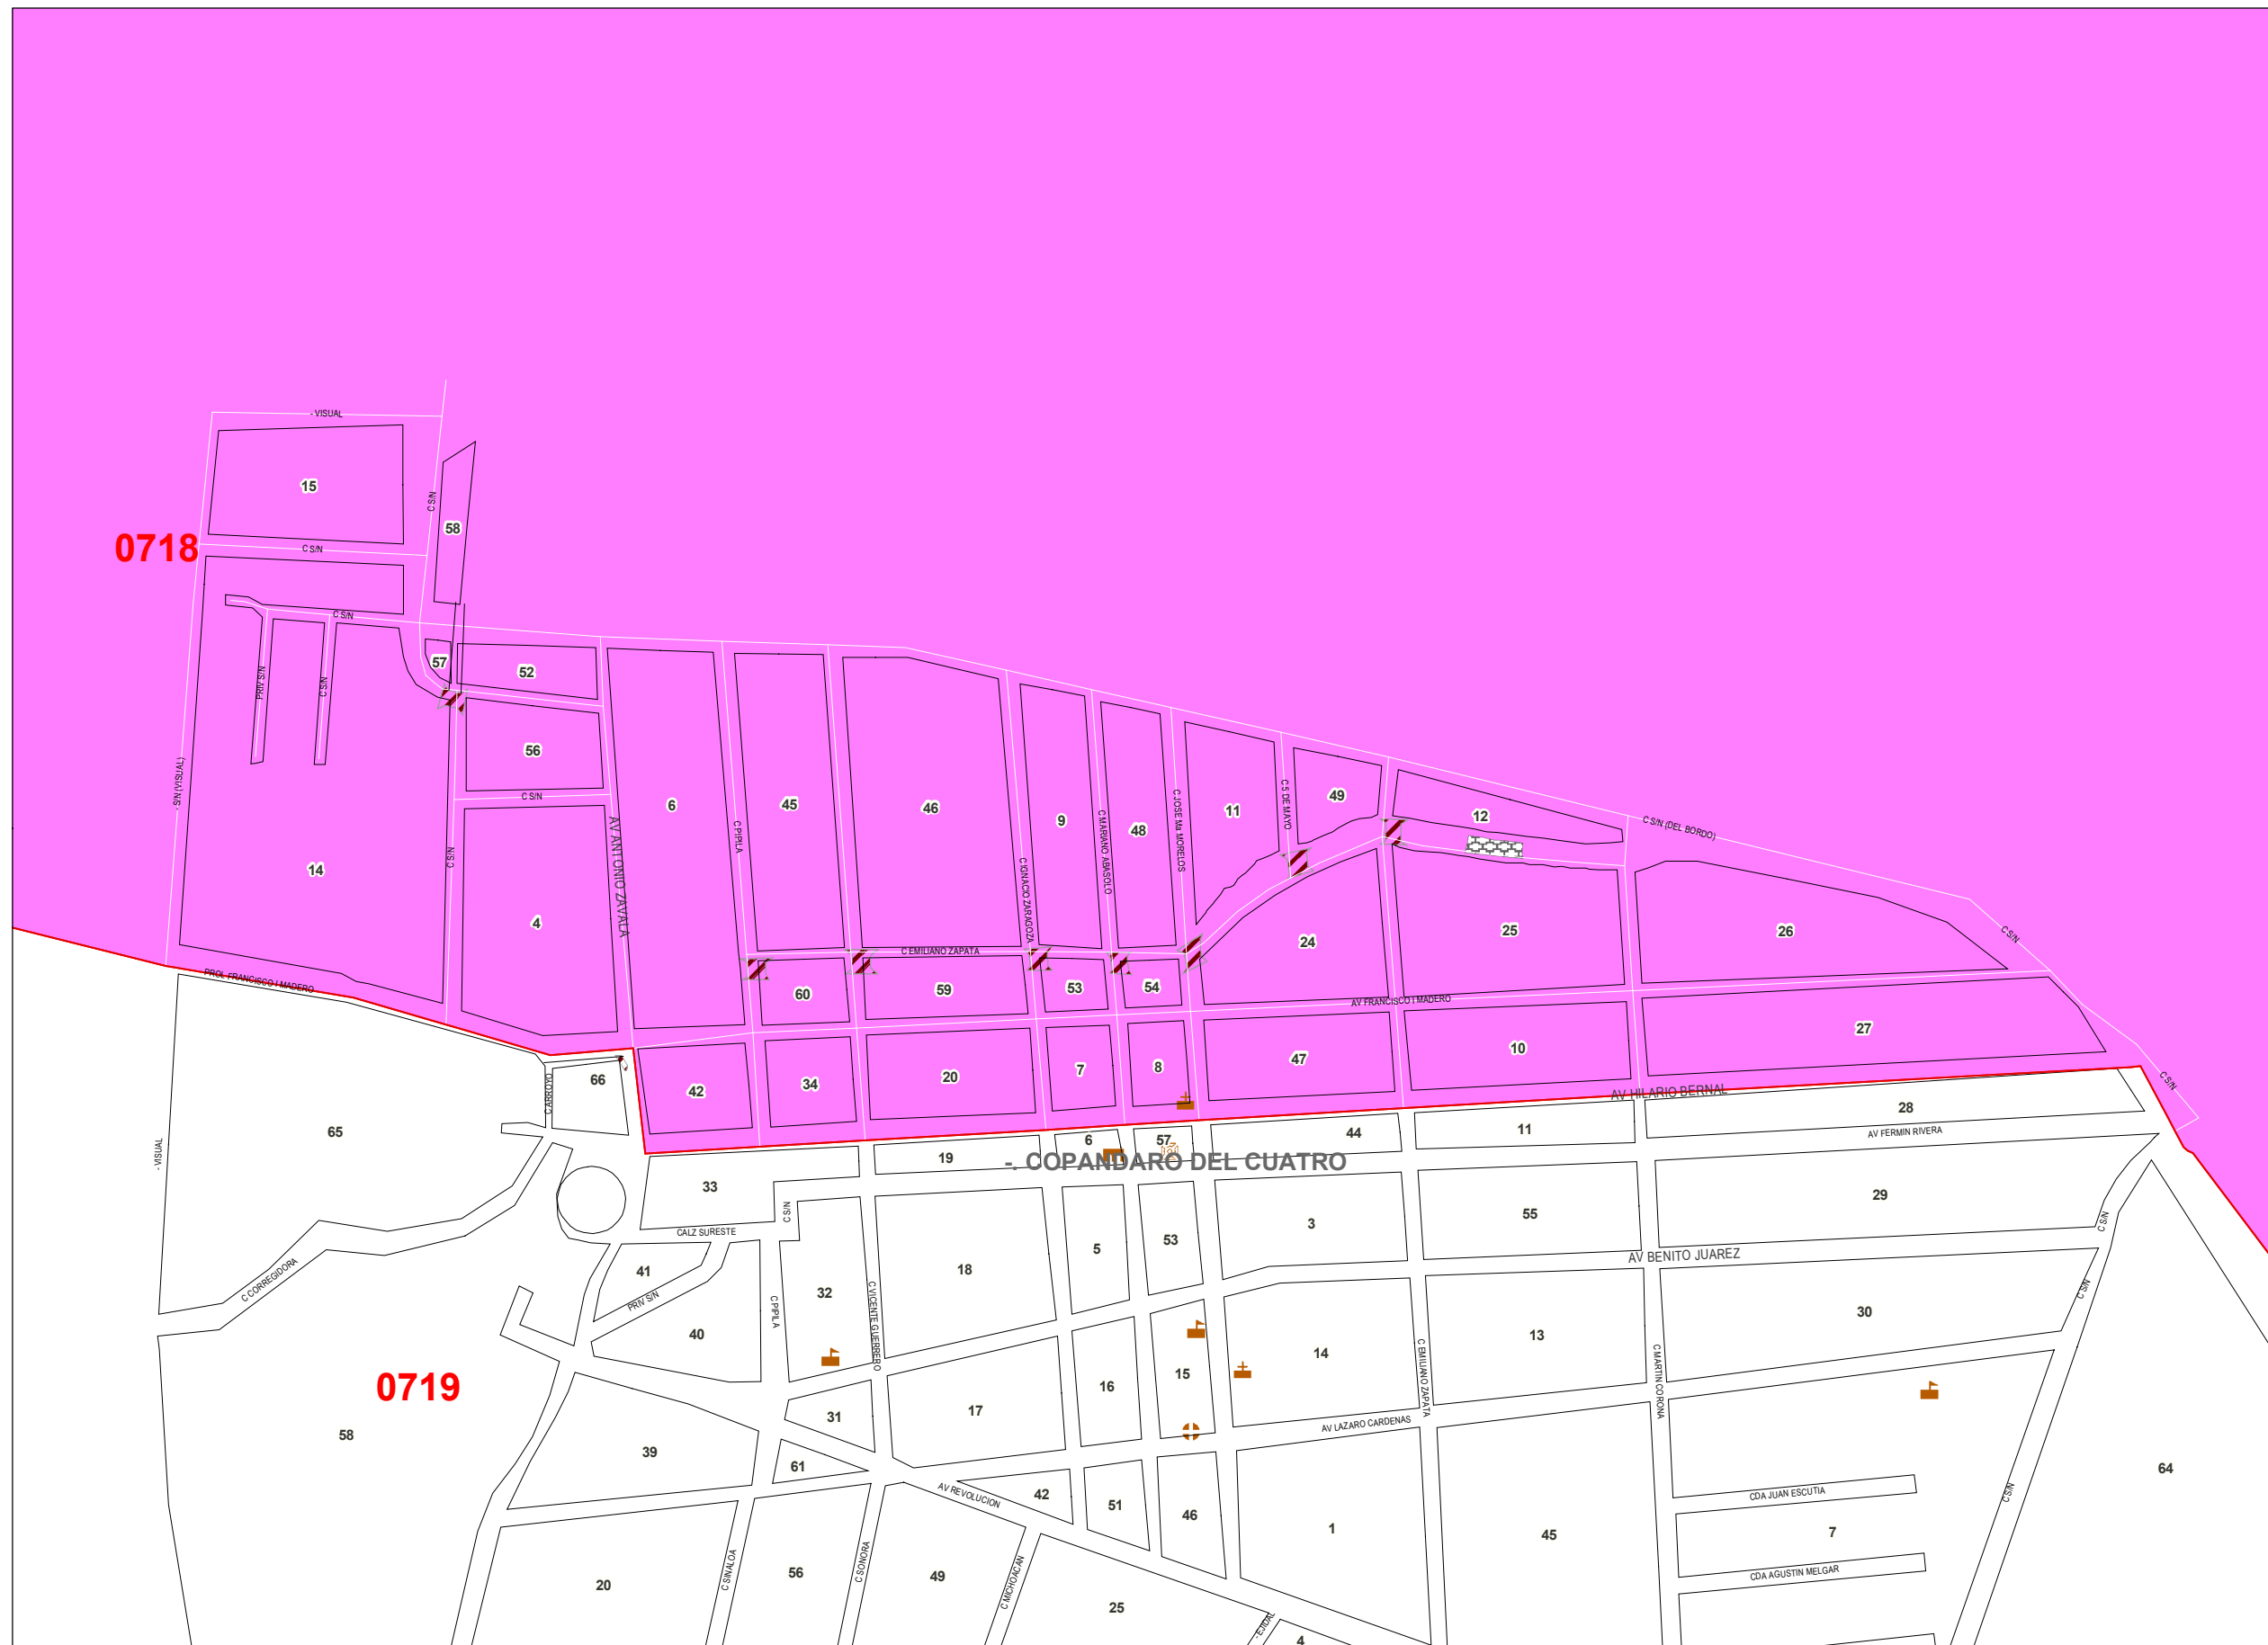 - VISUAL
15
C S/N
58
0718
C S/N
C S/N
57
52
PRIV S/N
C S/N
56
- S/N (VISUAL)
C S/N
6
45
46
9
48
11
49
12
C S/N (DEL BORDO)
C PIPILA
C MARIANO ABASOLO
C JOSE Ma MORELOS
C 5 DE MAYO
AV ANTONIO ZAVALA
C S/N
14
4
C IGNACIO ZARAGOZA
24
25
26
C S/N
C EMILIANO ZAPATA
PROL FRANCISCO I MADERO
60
59
53
54
AV FRANCISCO I MADERO
27
42
34
20
7
8
47
10
C S/N
AV HILARIO BERNAL
66
C ARROYO
65
- VISUAL
28
AV FERMIN RIVERA
6
57
44
11
19
-. COPANDARO DEL CUATRO
33
C S/N
CALZ SURESTE
3
55
29
C S/N
5
53
AV BENITO JUAREZ
41
C CORREGIDORA
PRIV S/N
C PIPILA
32
C VICENTE GUERRERO
18
C S/N
30
40
14
13
0719
C EMILIANO ZAPATA
C MARTIN CORONA
16
15
31
17
AV LAZARO CARDENAS
58
39
61
64
AV REVOLUCION
42
51
46
CDA JUAN ESCUTIA
C S/N
1
45
7
C SINALOA
56
C SONORA
49
C MICHOACAN
CDA AGUSTIN MELGAR
20
25
- EJIDAL
4